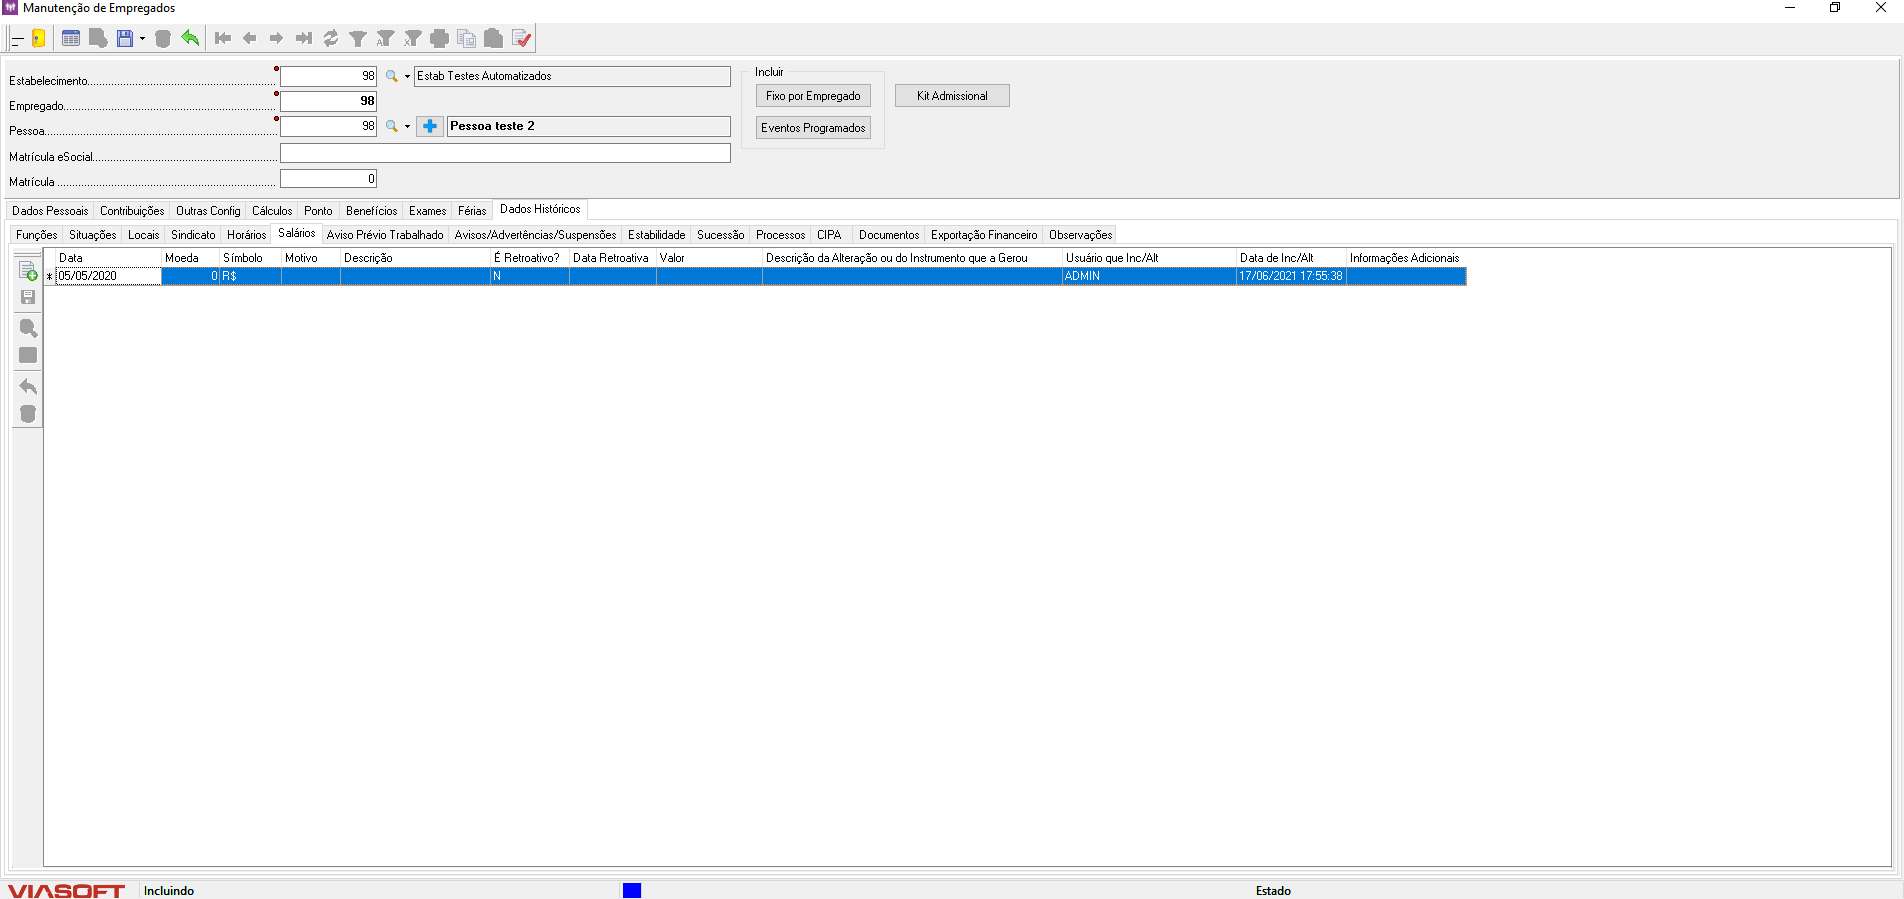 Manutenção de Empregados
Estabelecimento 98 Estab Testes Automatizados
Empregado 98
Pessoa 98 Pessoa teste 2
Matrícula eSocial
Matrícula 0
Incluir
Fixo por Empregado
Eventos Programados
Kit Admissional
Dados Pessoais Contribuições Outras Config Cálculos Ponto Benefícios Exames Férias Dados Históricos
Funções Situações Locais Sindicato Horários Salários Aviso Prévio Trabalhado Avisos/Advertências/Suspensões Estabilidade Sucessão Processos CIPA Documentos Exportação Financeiro Observações
Data Moeda Símbolo Motivo Descrição É Retroativo? Data Retroativa Valor Descrição da Alteração ou do Instrumento que a Gerou Usuário que Inc/Alt Data de Inc/Alt Informações Adicionais
05/05/2020 0 R$ N ADMIN 17/06/2021 17:55:38
VIASOFT Incluindo Estado